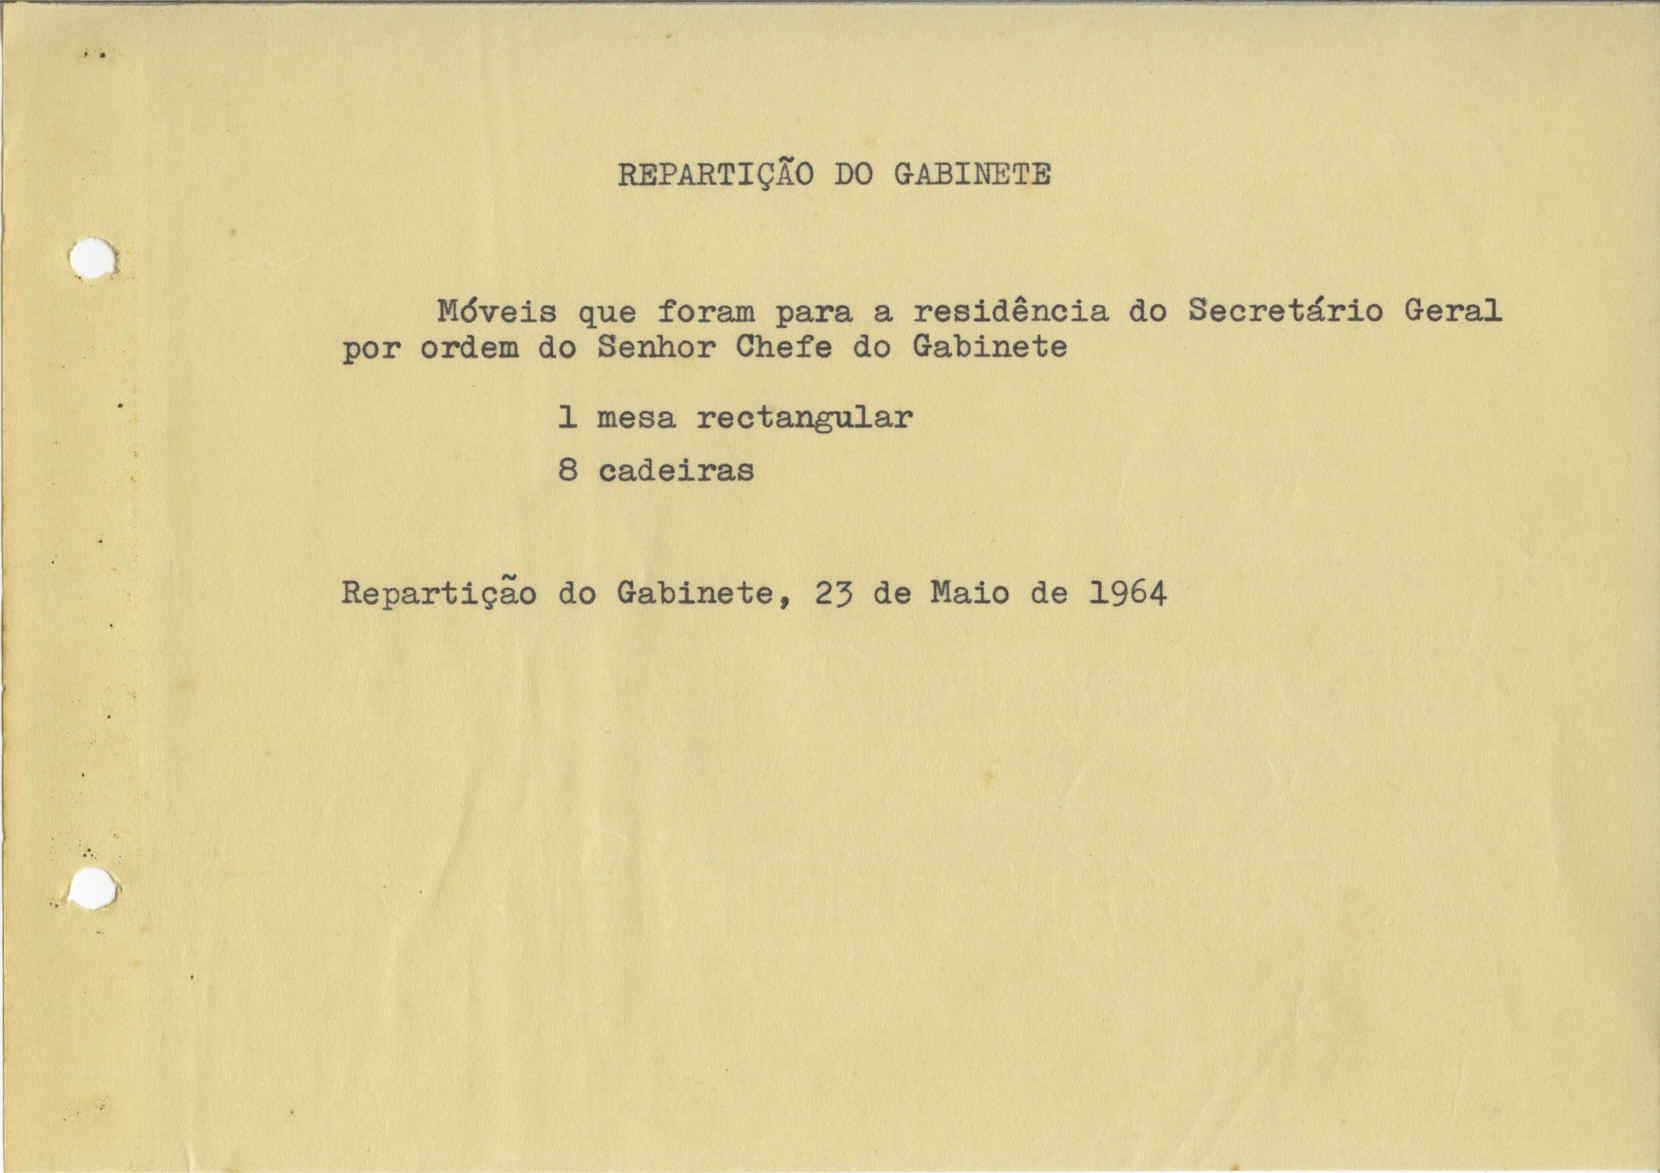 REPARTIÇÃO DO GABINETE
Móveis que foram para a residência do Secretário Geral
por ordem do Senhor Chefe do Gabinete
1 mesa rectangular
8 cadeiras
Repartição do Gabinete, 23 de Maio de 1964